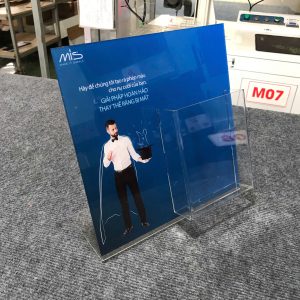 MIS
Hãy để chúng tôi tạo ra phép màu
cho nụ cười của bạn
GIẢI PHÁP HOÀN HẢO
THAY THẾ RĂNG BỊ MẤT
M07